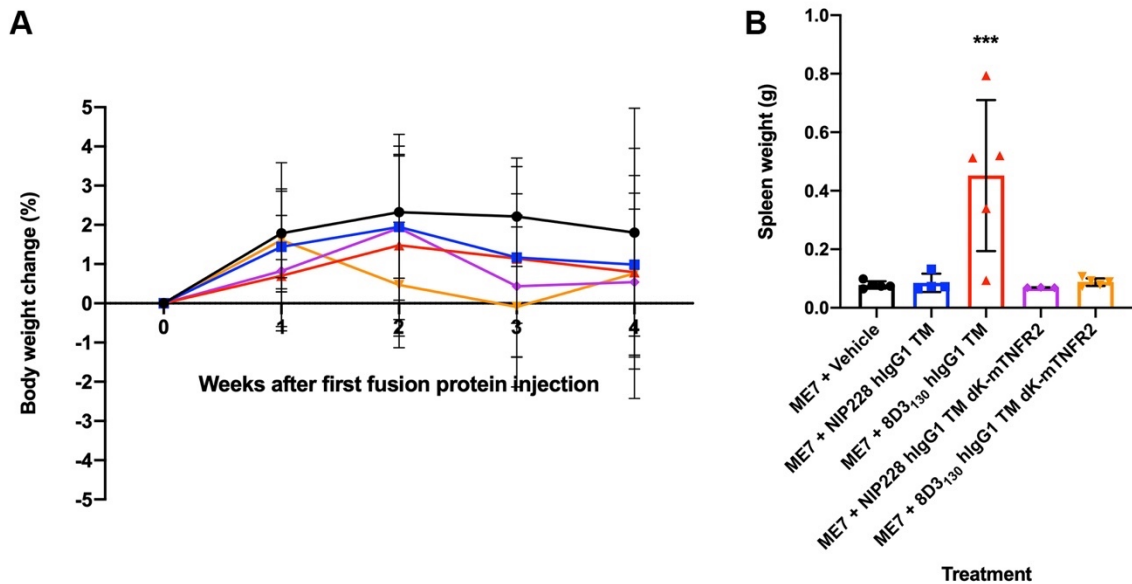 A
Body weight change (%)
5
4
3
2
1
0
-1
-2
-3
-4
-5
0 1 2 3 4
Weeks after first fusion protein injection
B
Spleen weight (g)
1.0
0.8
0.6
0.4
0.2
0.0
***
ME7 + Vehicle
ME7 + NIP228 hIgG1 TM
ME7 + 8D3₁₃₀ hIgG1 TM
ME7 + NIP228 hIgG1 TM dK-mTNFR2
ME7 + 8D3₁₃₀ hIgG1 TM dK-mTNFR2
Treatment